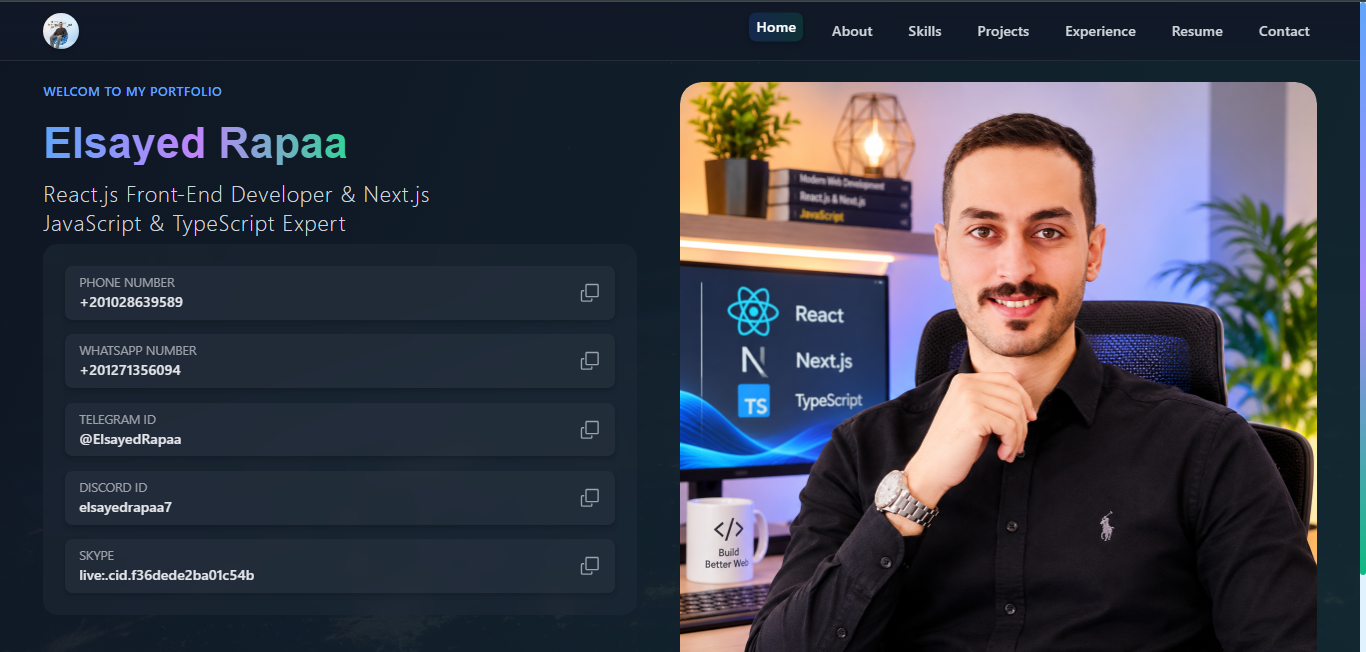 Home
About
Skills
Projects
Experience
Resume
Contact
WELCOM TO MY PORTFOLIO
Elsayed Rapaa
React.js Front-End Developer & Next.js
JavaScript & TypeScript Expert
PHONE NUMBER
+201028639589
WHATSAPP NUMBER
+201271356094
TELEGRAM ID
@ElsayedRapaa
DISCORD ID
elsayedrapaa7
SKYPE
live:.cid.f36dede2ba01c54b
Modern Web Development
React.js & Next.js
JavaScript
React
N
Next.js
TS
TypeScript
</>
Build
Better Web